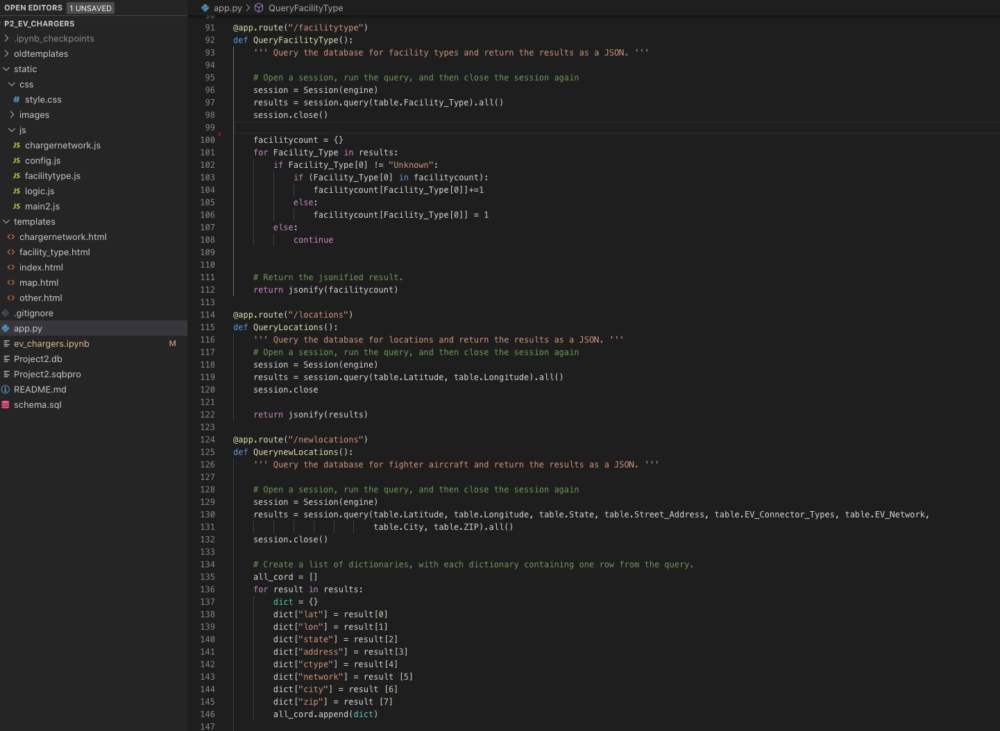 OPEN EDITORS 1 UNSAVED
P2_EV_CHARGERS
.ipynb_checkpoints
oldtemplates
static
css
# style.css
images
js
JS chargernetwork.js
JS config.js
JS facilitytype.js
JS logic.js
JS main2.js
templates
<> chargernetwork.html
<> facility_type.html
<> index.html
<> map.html
<> other.html
.gitignore
app.py
ev_chargers.ipynb M
Project2.db
Project2.sqbpro
README.md
schema.sql
app.py > QueryFacilityType
90
91 @app.route("/facilitytype")
92 def QueryFacilityType():
93     ''' Query the database for facility types and return the results as a JSON. '''
94
95     # Open a session, run the query, and then close the session again
96     session = Session(engine)
97     results = session.query(table.Facility_Type).all()
98     session.close()
99
100     facilitycount = {}
101     for Facility_Type in results:
102         if Facility_Type[0] != "Unknown":
103             if (Facility_Type[0] in facilitycount):
104                 facilitycount[Facility_Type[0]]+=1
105             else:
106                 facilitycount[Facility_Type[0]] = 1
107         else:
108             continue
109
110
111     # Return the jsonified result.
112     return jsonify(facilitycount)
113
114 @app.route("/locations")
115 def QueryLocations():
116     ''' Query the database for locations and return the results as a JSON. '''
117     # Open a session, run the query, and then close the session again
118     session = Session(engine)
119     results = session.query(table.Latitude, table.Longitude).all()
120     session.close
121
122     return jsonify(results)
123
124 @app.route("/newlocations")
125 def QuerynewLocations():
126     ''' Query the database for fighter aircraft and return the results as a JSON. '''
127
128     # Open a session, run the query, and then close the session again
129     session = Session(engine)
130     results = session.query(table.Latitude, table.Longitude, table.State, table.Street_Address, table.EV_Connector_Types, table.EV_Network,
131                             table.City, table.ZIP).all()
132     session.close()
133
134     # Create a list of dictionaries, with each dictionary containing one row from the query.
135     all_cord = []
136     for result in results:
137         dict = {}
138         dict["lat"] = result[0]
139         dict["lon"] = result[1]
140         dict["state"] = result[2]
141         dict["address"] = result[3]
142         dict["ctype"] = result[4]
143         dict["network"] = result [5]
144         dict["city"] = result [6]
145         dict["zip"] = result [7]
146         all_cord.append(dict)
147